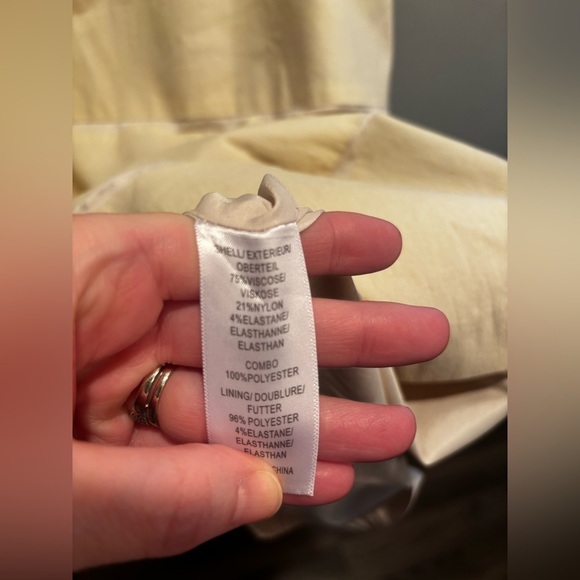 SHELL/ EXTERIEUR/
OBERTEIL
75%VISCOSE/
VISKOSE
21%NYLON
4%ELASTANE/
ELASTHANNE/
ELASTHAN
COMBO
100%POLYESTER
LINING/ DOUBLURE/
FUTTER
96% POLYESTER
4%ELASTANE/
ELASTHANNE/
ELASTHAN
CHINA